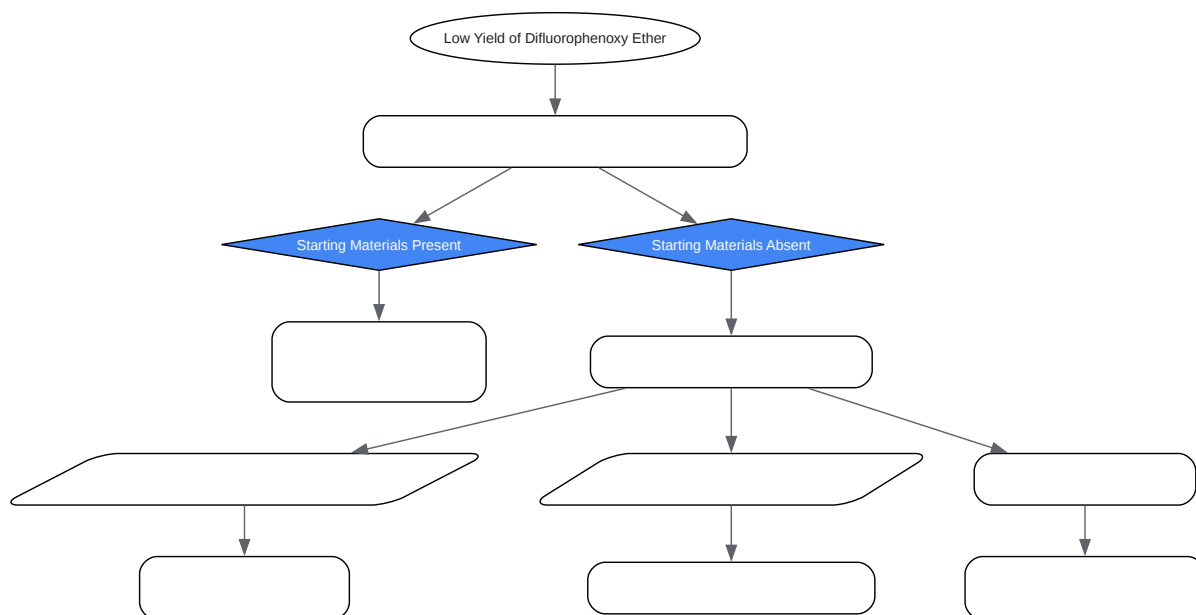 Low Yield of Difluorophenoxy Ether
Starting Materials Present
Starting Materials Absent